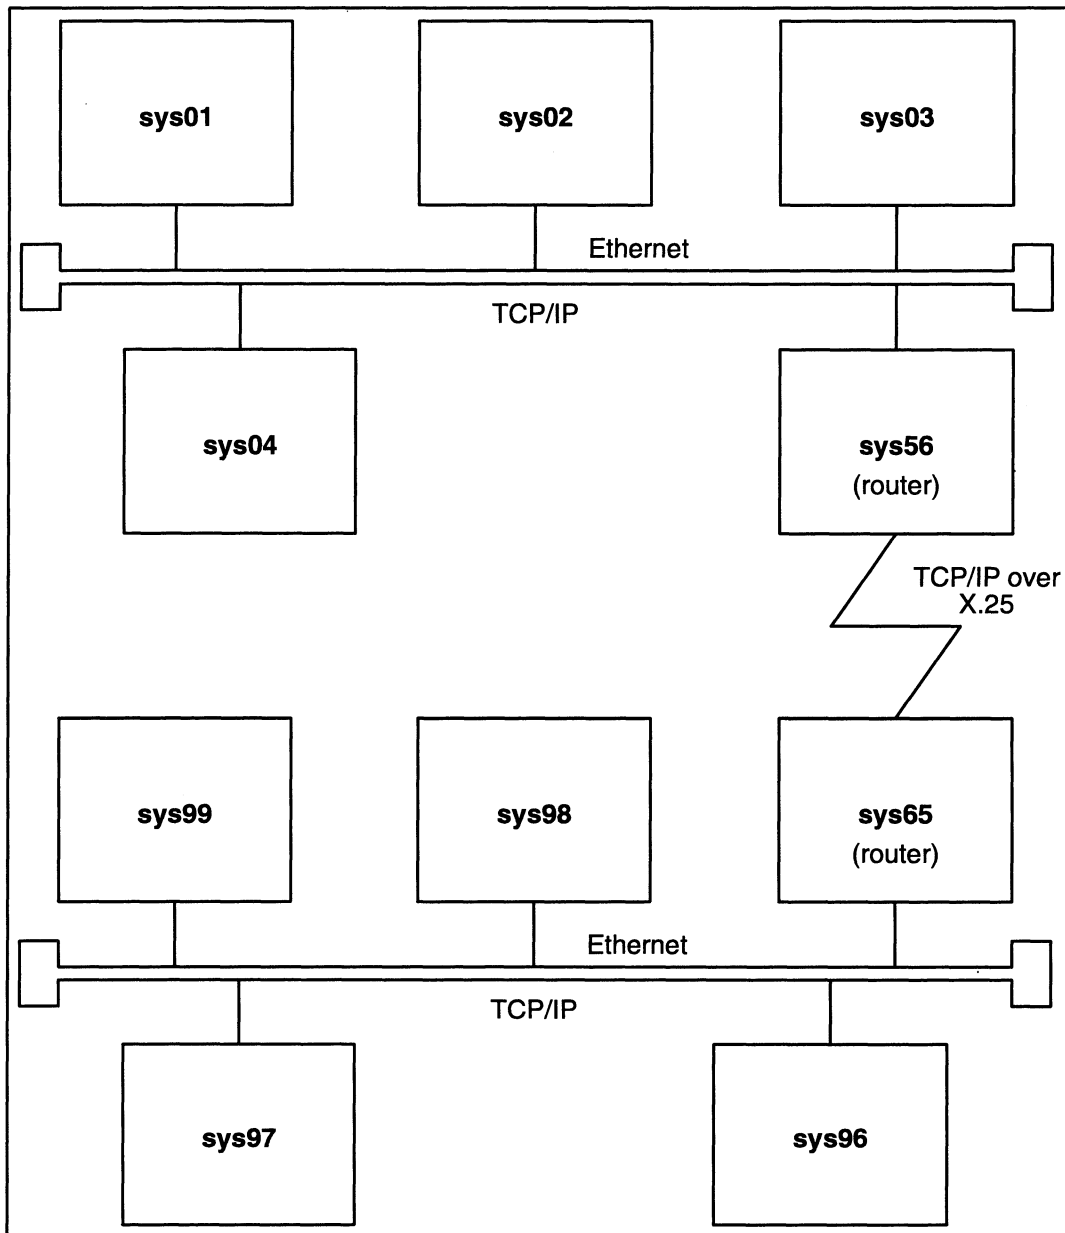 sys01
sys02
sys03
Ethernet
TCP/IP
sys04
sys56
(router)
TCP/IP over
X.25
sys99
sys98
sys65
(router)
Ethernet
TCP/IP
sys97
sys96